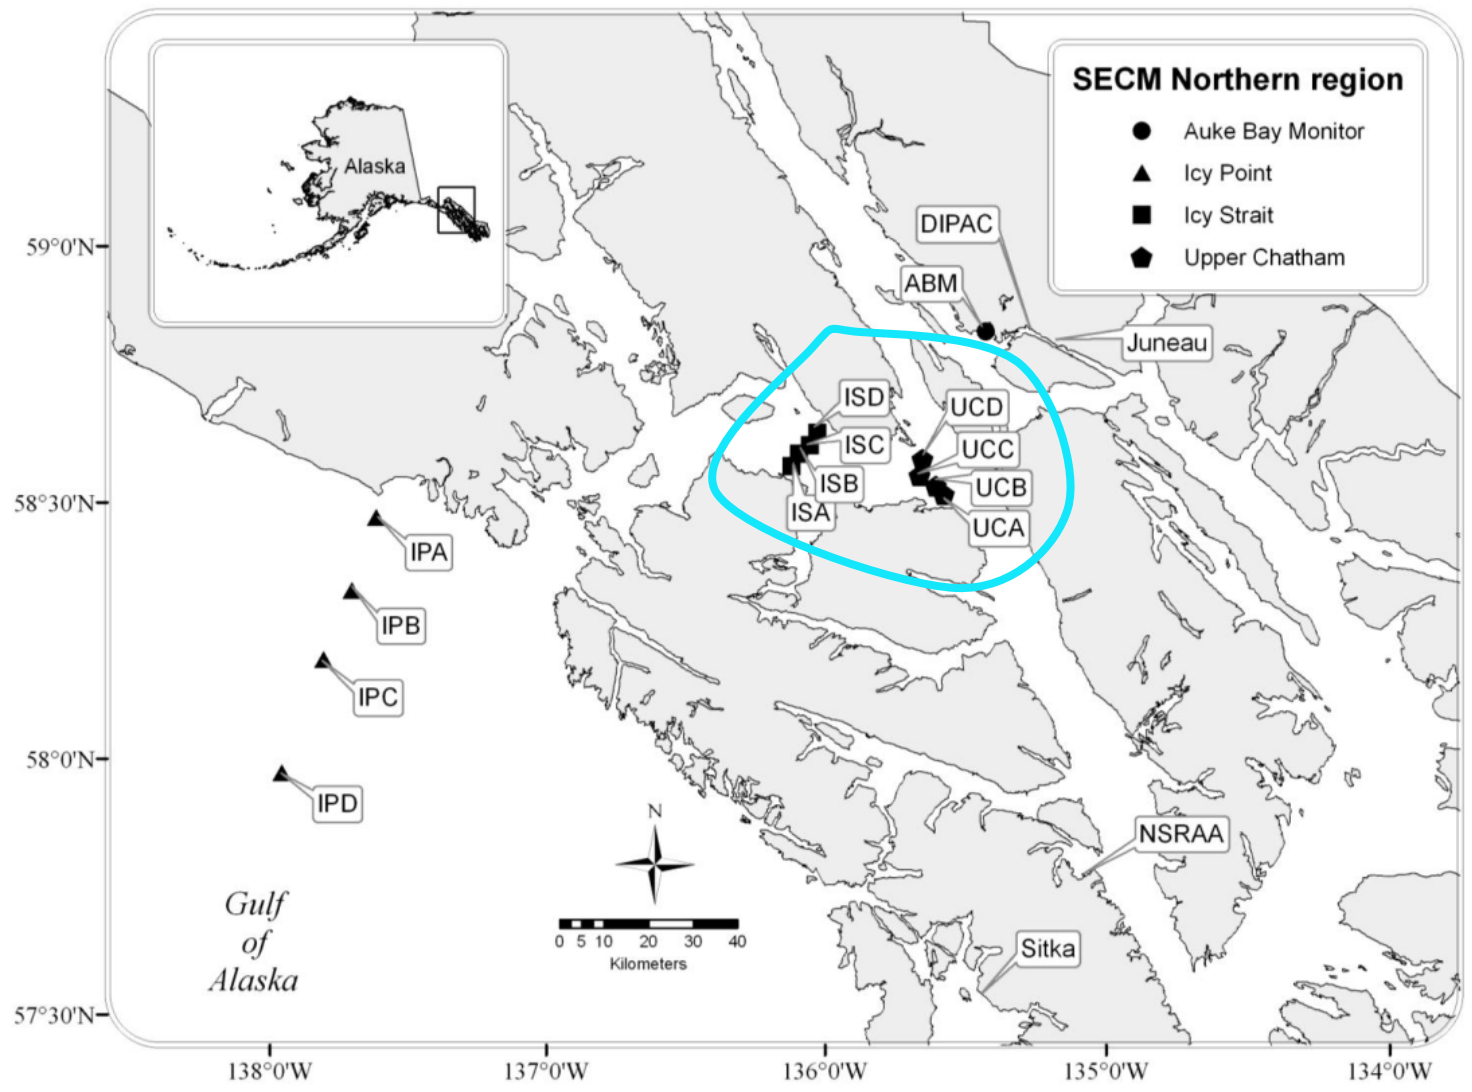 SECM Northern region
Auke Bay Monitor
Icy Point
Icy Strait
Upper Chatham
Alaska
59°0'N
58°30'N
58°0'N
57°30'N
DIPAC
ABM
Juneau
ISD
ISC
ISB
ISA
UCD
UCC
UCB
UCA
IPA
IPB
IPC
IPD
NSRAA
Sitka
Gulf
of
Alaska
N
0 5 10 20 30 40
Kilometers
138°0'W 137°0'W 136°0'W 135°0'W 134°0'W